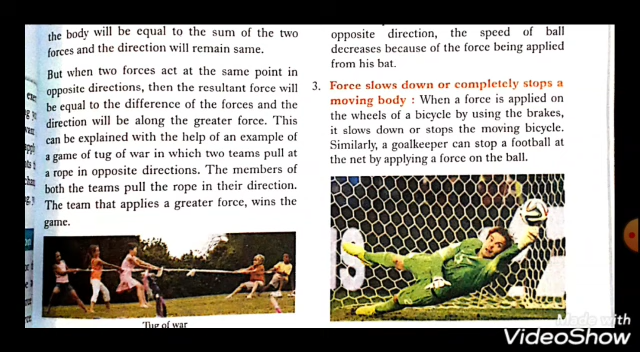 the body will be equal to the sum of the two
forces and the direction will remain same.
But when two forces act at the same point in
opposite directions, then the resultant force will
be equal to the difference of the forces and the
direction will be along the greater force. This
can be explained with the help of an example of
a game of tug of war in which two teams pull at
a rope in opposite directions. The members of
both the teams pull the rope in their direction.
The team that applies a greater force, wins the
game.
Tug of war
opposite direction, the speed of ball
decreases because of the force being applied
from his bat.
3. Force slows down or completely stops a
moving body : When a force is applied on
the wheels of a bicycle by using the brakes,
it slows down or stops the moving bicycle.
Similarly, a goalkeeper can stop a football at
the net by applying a force on the ball.
Made with
VideoShow